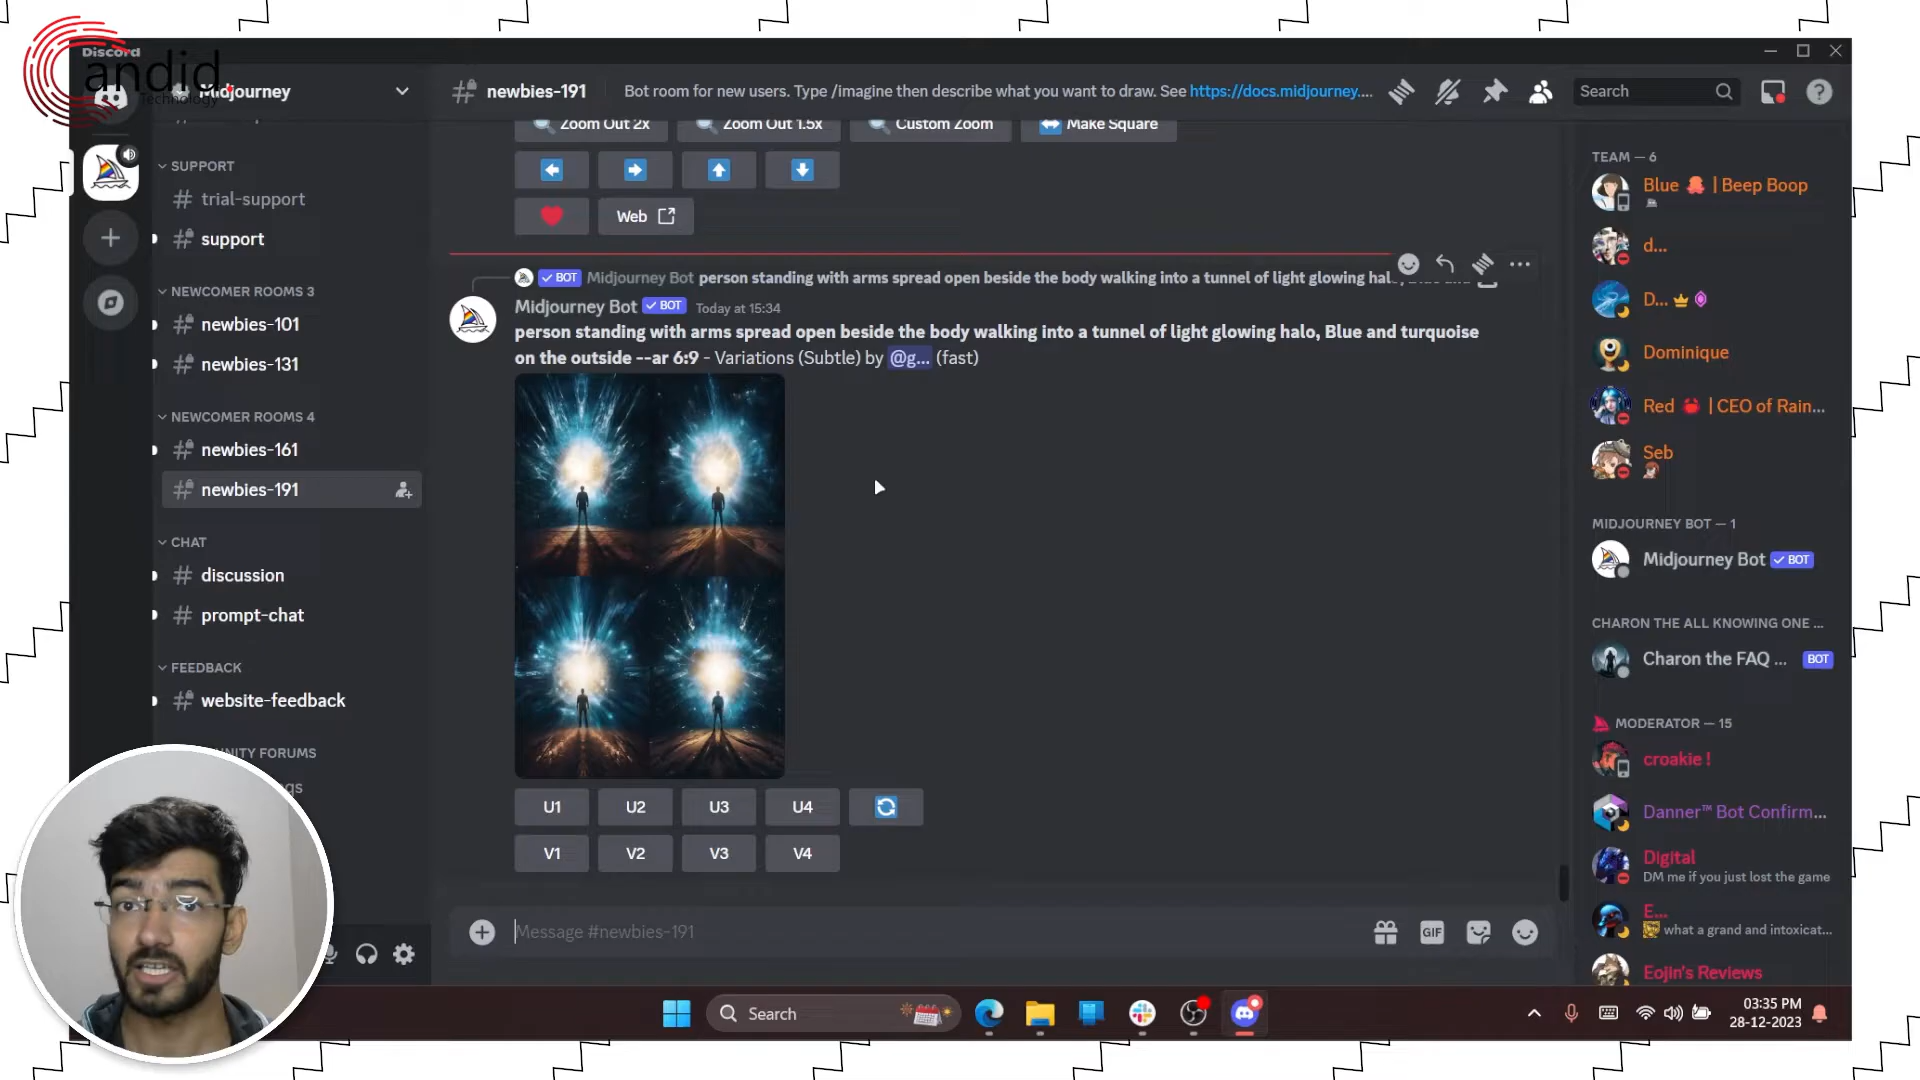 Candid
Technology
Discord
Midjourney
# newbies-191
Bot room for new users. Type /imagine then describe what you want to draw. See https://docs.midjourney....
Search
Zoom Out 2x
Zoom Out 1.5x
Custom Zoom
Make Square
Web
SUPPORT
# trial-support
# support
NEWCOMER ROOMS 3
# newbies-101
# newbies-131
NEWCOMER ROOMS 4
# newbies-161
# newbies-191
CHAT
# discussion
# prompt-chat
FEEDBACK
# website-feedback
UNITY FORUMS
BOT Midjourney Bot person standing with arms spread open beside the body walking into a tunnel of light glowing hal
Midjourney Bot BOT Today at 15:34
person standing with arms spread open beside the body walking into a tunnel of light glowing halo, Blue and turquoise
on the outside --ar 6:9 - Variations (Subtle) by @g... (fast)
U1
U2
U3
U4
V1
V2
V3
V4
Message #newbies-191
GIF
TEAM — 6
Blue | Beep Boop
d...
D...
Dominique
Red | CEO of Rain...
Seb
MIDJOURNEY BOT — 1
Midjourney Bot BOT
CHARON THE ALL KNOWING ONE ...
Charon the FAQ ... BOT
MODERATOR — 15
croakie !
Danner™ Bot Confirm...
Digital
DM me if you just lost the game
E...
what a grand and intoxicat...
Eojin's Reviews
Search
03:35 PM
28-12-2023